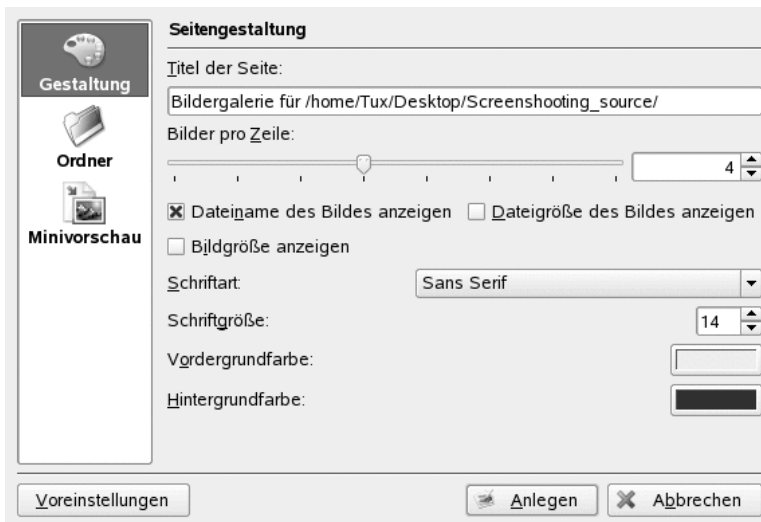 Gestaltung
Ordner
Minivorschau
Seitengestaltung
Titel der Seite:
Bildergalerie für /home/Tux/Desktop/Screenshooting_source/
Bilder pro Zeile:
4
Dateiname des Bildes anzeigen
Dateigröße des Bildes anzeigen
Bildgröße anzeigen
Schriftart:
Sans Serif
Schriftgröße:
14
Vordergrundfarbe:
Hintergrundfarbe:
Voreinstellungen
Anlegen
Abbrechen